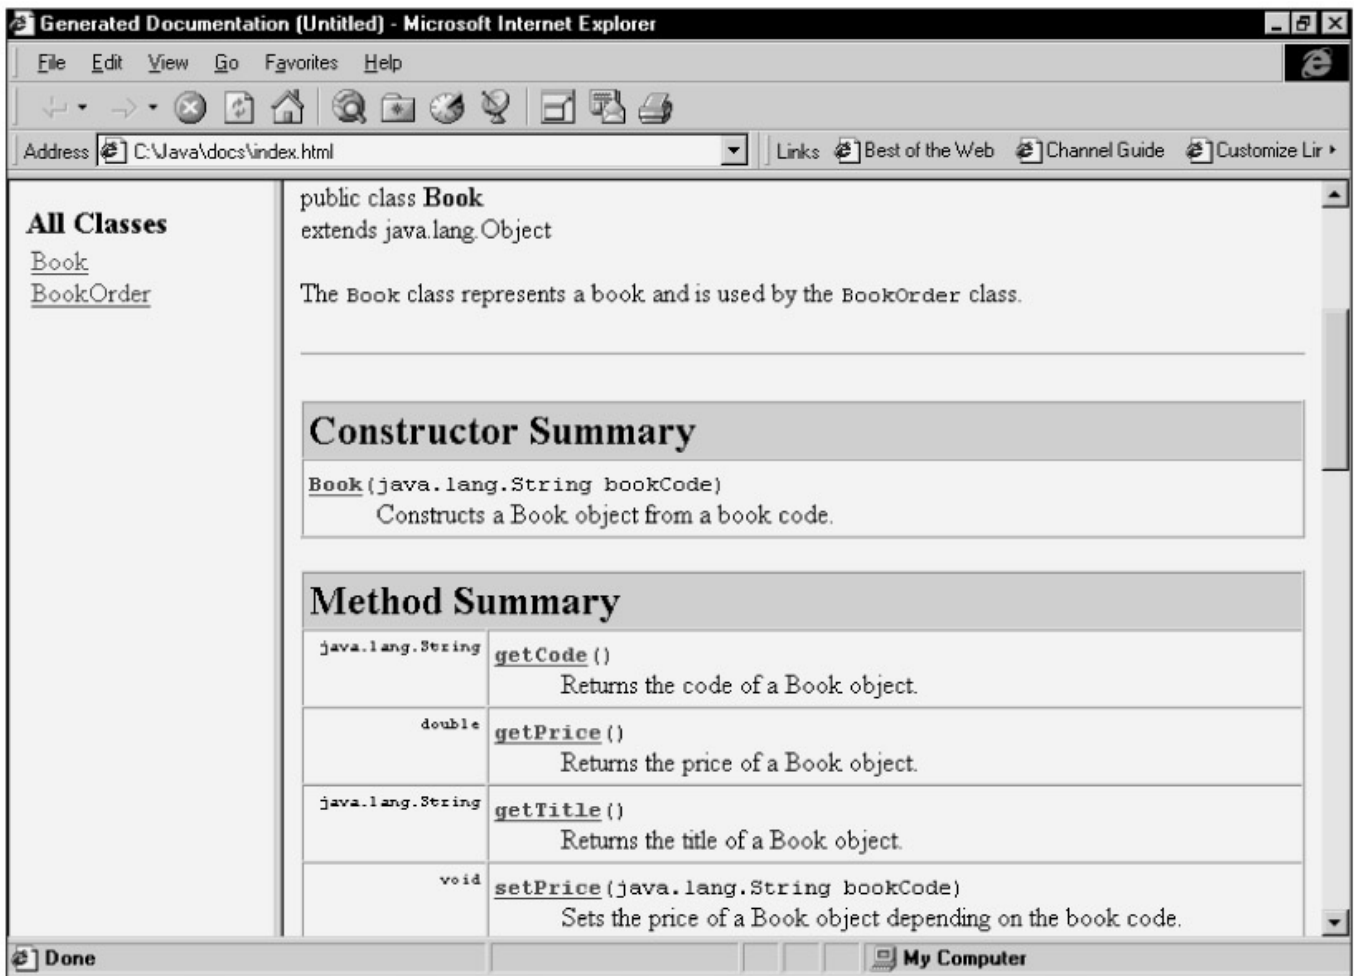 Generated Documentation (Untitled) - Microsoft Internet Explorer
File Edit View Go Favorites Help
Address C:\Java\docs\index.html Links Best of the Web Channel Guide Customize Lin
All Classes
Book
BookOrder
public class Book
extends java.lang.Object
The Book class represents a book and is used by the BookOrder class.
Constructor Summary
Book(java.lang.String bookCode)
Constructs a Book object from a book code.
Method Summary
java.lang.String getCode()
Returns the code of a Book object.
double getPrice()
Returns the price of a Book object.
java.lang.String getTitle()
Returns the title of a Book object.
void setPrice(java.lang.String bookCode)
Sets the price of a Book object depending on the book code.
Done My Computer